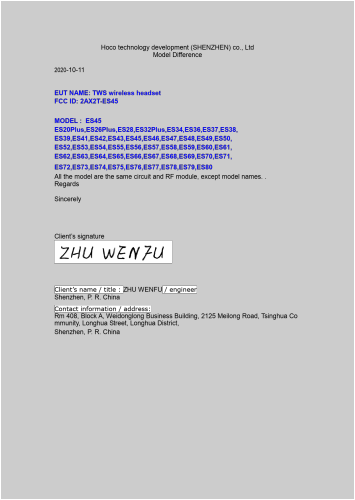 Hoco technology development (SHENZHEN) co., Ltd
Model Difference
2020-10-11
EUT NAME: TWS wireless headset
FCC ID: 2AX2T-ES45
MODEL : ES45
ES20Plus,ES26Plus,ES28,ES32Plus,ES34,ES36,ES37,ES38,
ES39,ES41,ES42,ES43,ES45,ES46,ES47,ES48,ES49,ES50,
ES52,ES53,ES54,ES55,ES56,ES57,ES58,ES59,ES60,ES61,
ES62,ES63,ES64,ES65,ES66,ES67,ES68,ES69,ES70,ES71,
ES72,ES73,ES74,ES75,ES76,ES77,ES78,ES79,ES80
All the model are the same circuit and RF module, except model names. .
Regards
Sincerely
Client's signature
ZHU WENFU
Client's name / title : ZHU WENFU / engineer
Shenzhen, P. R. China
Contact information / address:
Rm 408, Block A, Weidonglong Business Building, 2125 Meilong Road, Tsinghua Co
mmunity, Longhua Street, Longhua District,
Shenzhen, P. R. China